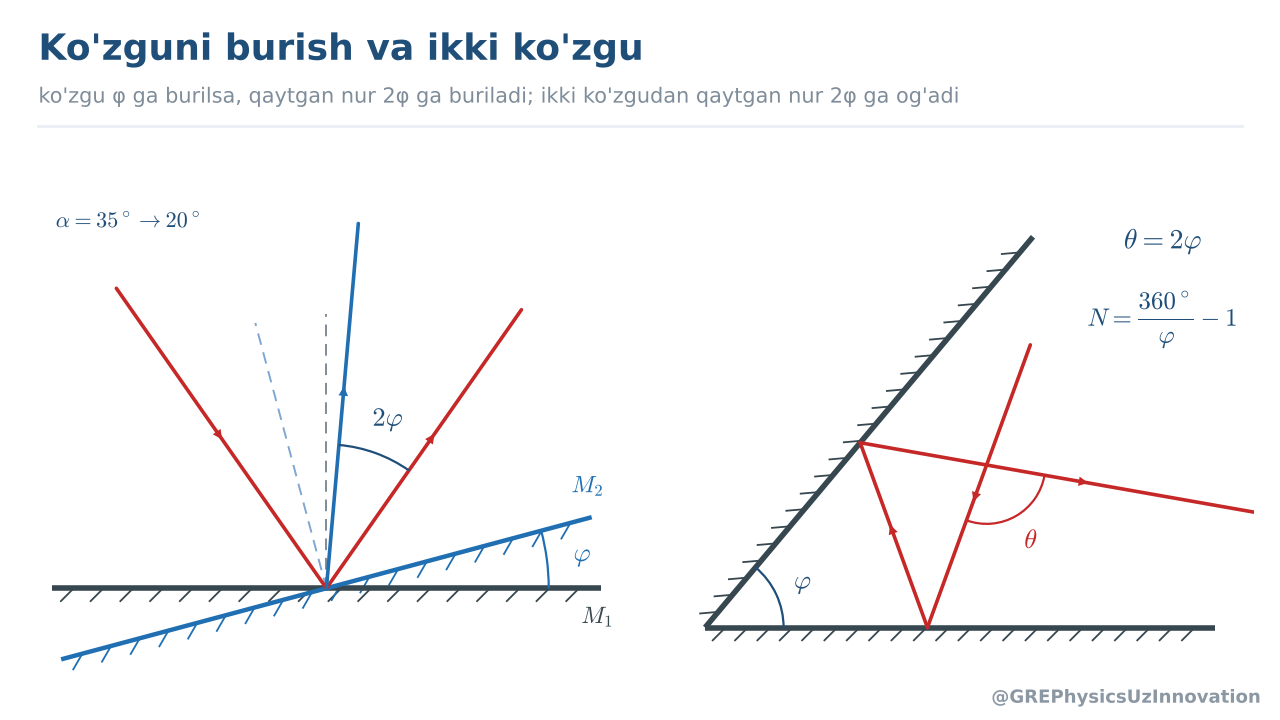 Ko'zguni burish va ikki ko'zgu
ko'zgu φ ga burilsa, qaytgan nur 2φ ga buriladi; ikki ko'zgudan qaytgan nur 2φ ga og'adi
α = 35° → 20°
2φ
M₂
φ
M₁
θ = 2φ
N = 360°/φ − 1
θ
φ
@GREPhysicsUzInnovation